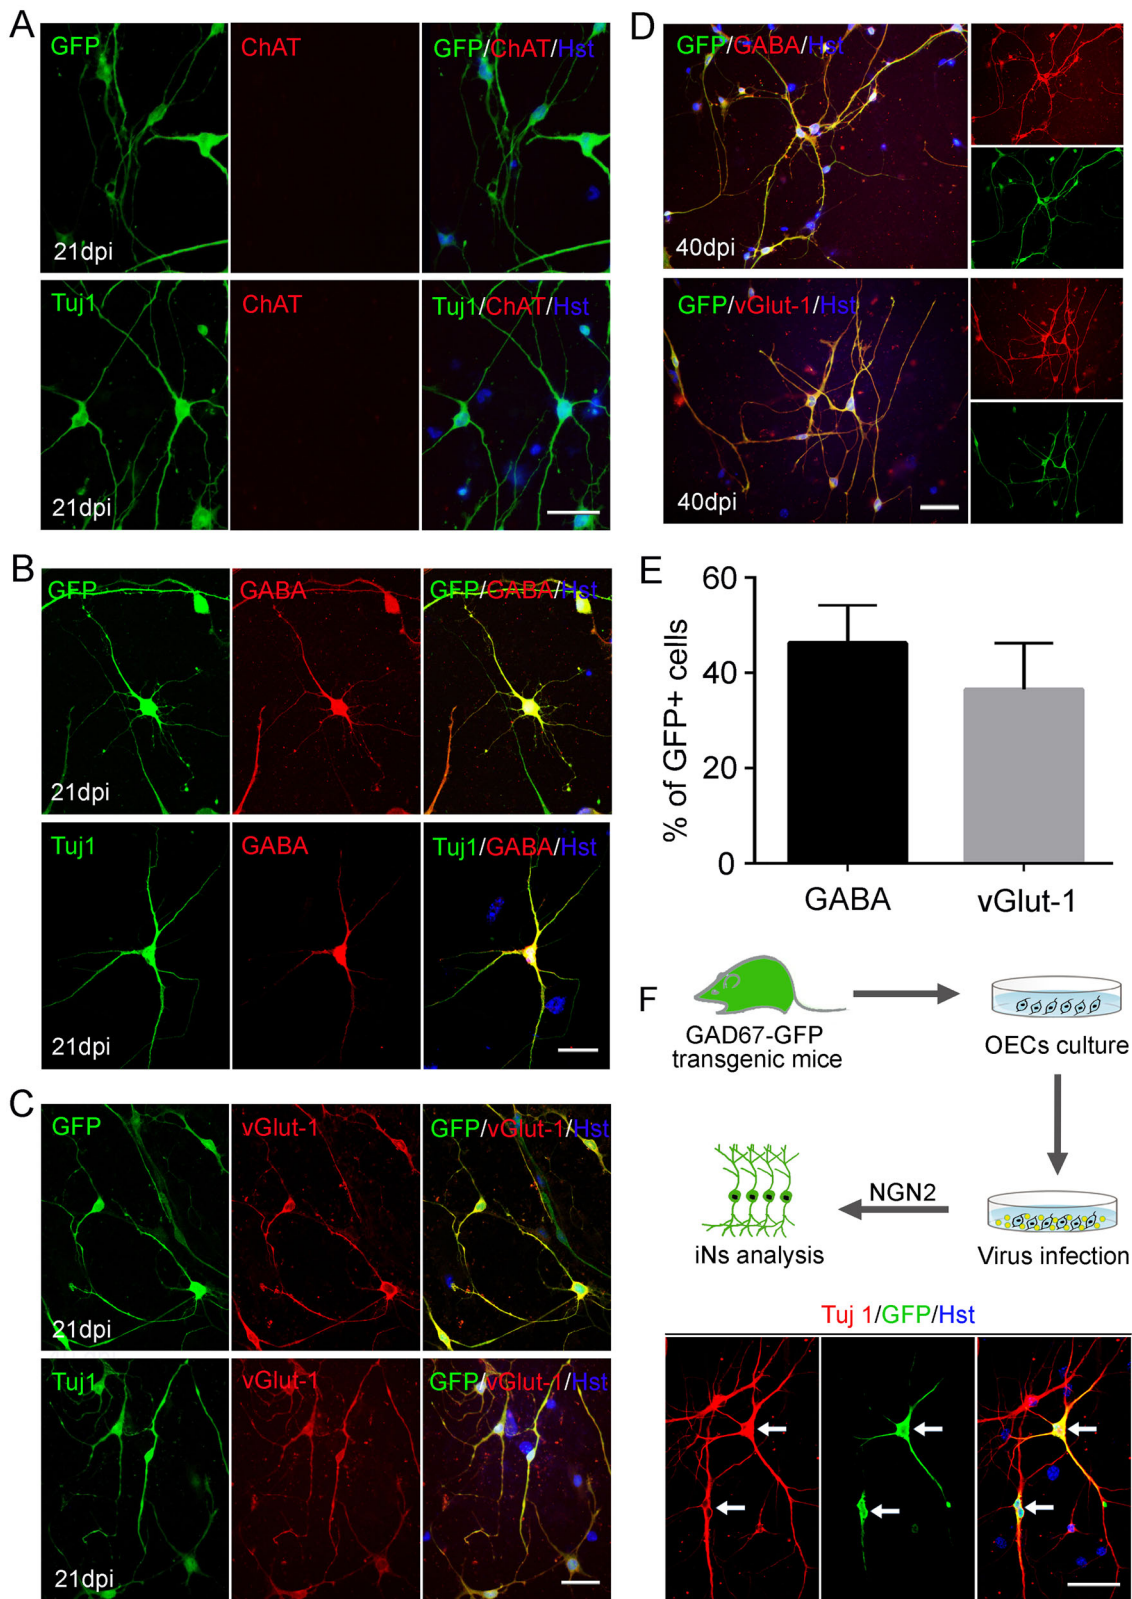 A
GFP
ChAT
GFP/ChAT/Hst
21dpi
Tuj1
ChAT
Tuj1/ChAT/Hst
21dpi
B
GFP
GABA
GFP/GABA/Hst
21dpi
Tuj1
GABA
Tuj1/GABA/Hst
21dpi
C
GFP
vGlut-1
GFP/vGlut-1/Hst
21dpi
Tuj1
vGlut-1
GFP/vGlut-1/Hst
21dpi
D
GFP/GABA/Hst
40dpi
GFP/vGlut-1/Hst
40dpi
E
% of GFP+ cells
60
40
20
0
GABA
vGlut-1
F
GAD67-GFP
transgenic mice
OECs culture
Virus infection
NGN2
iNs analysis
Tuj 1/GFP/Hst